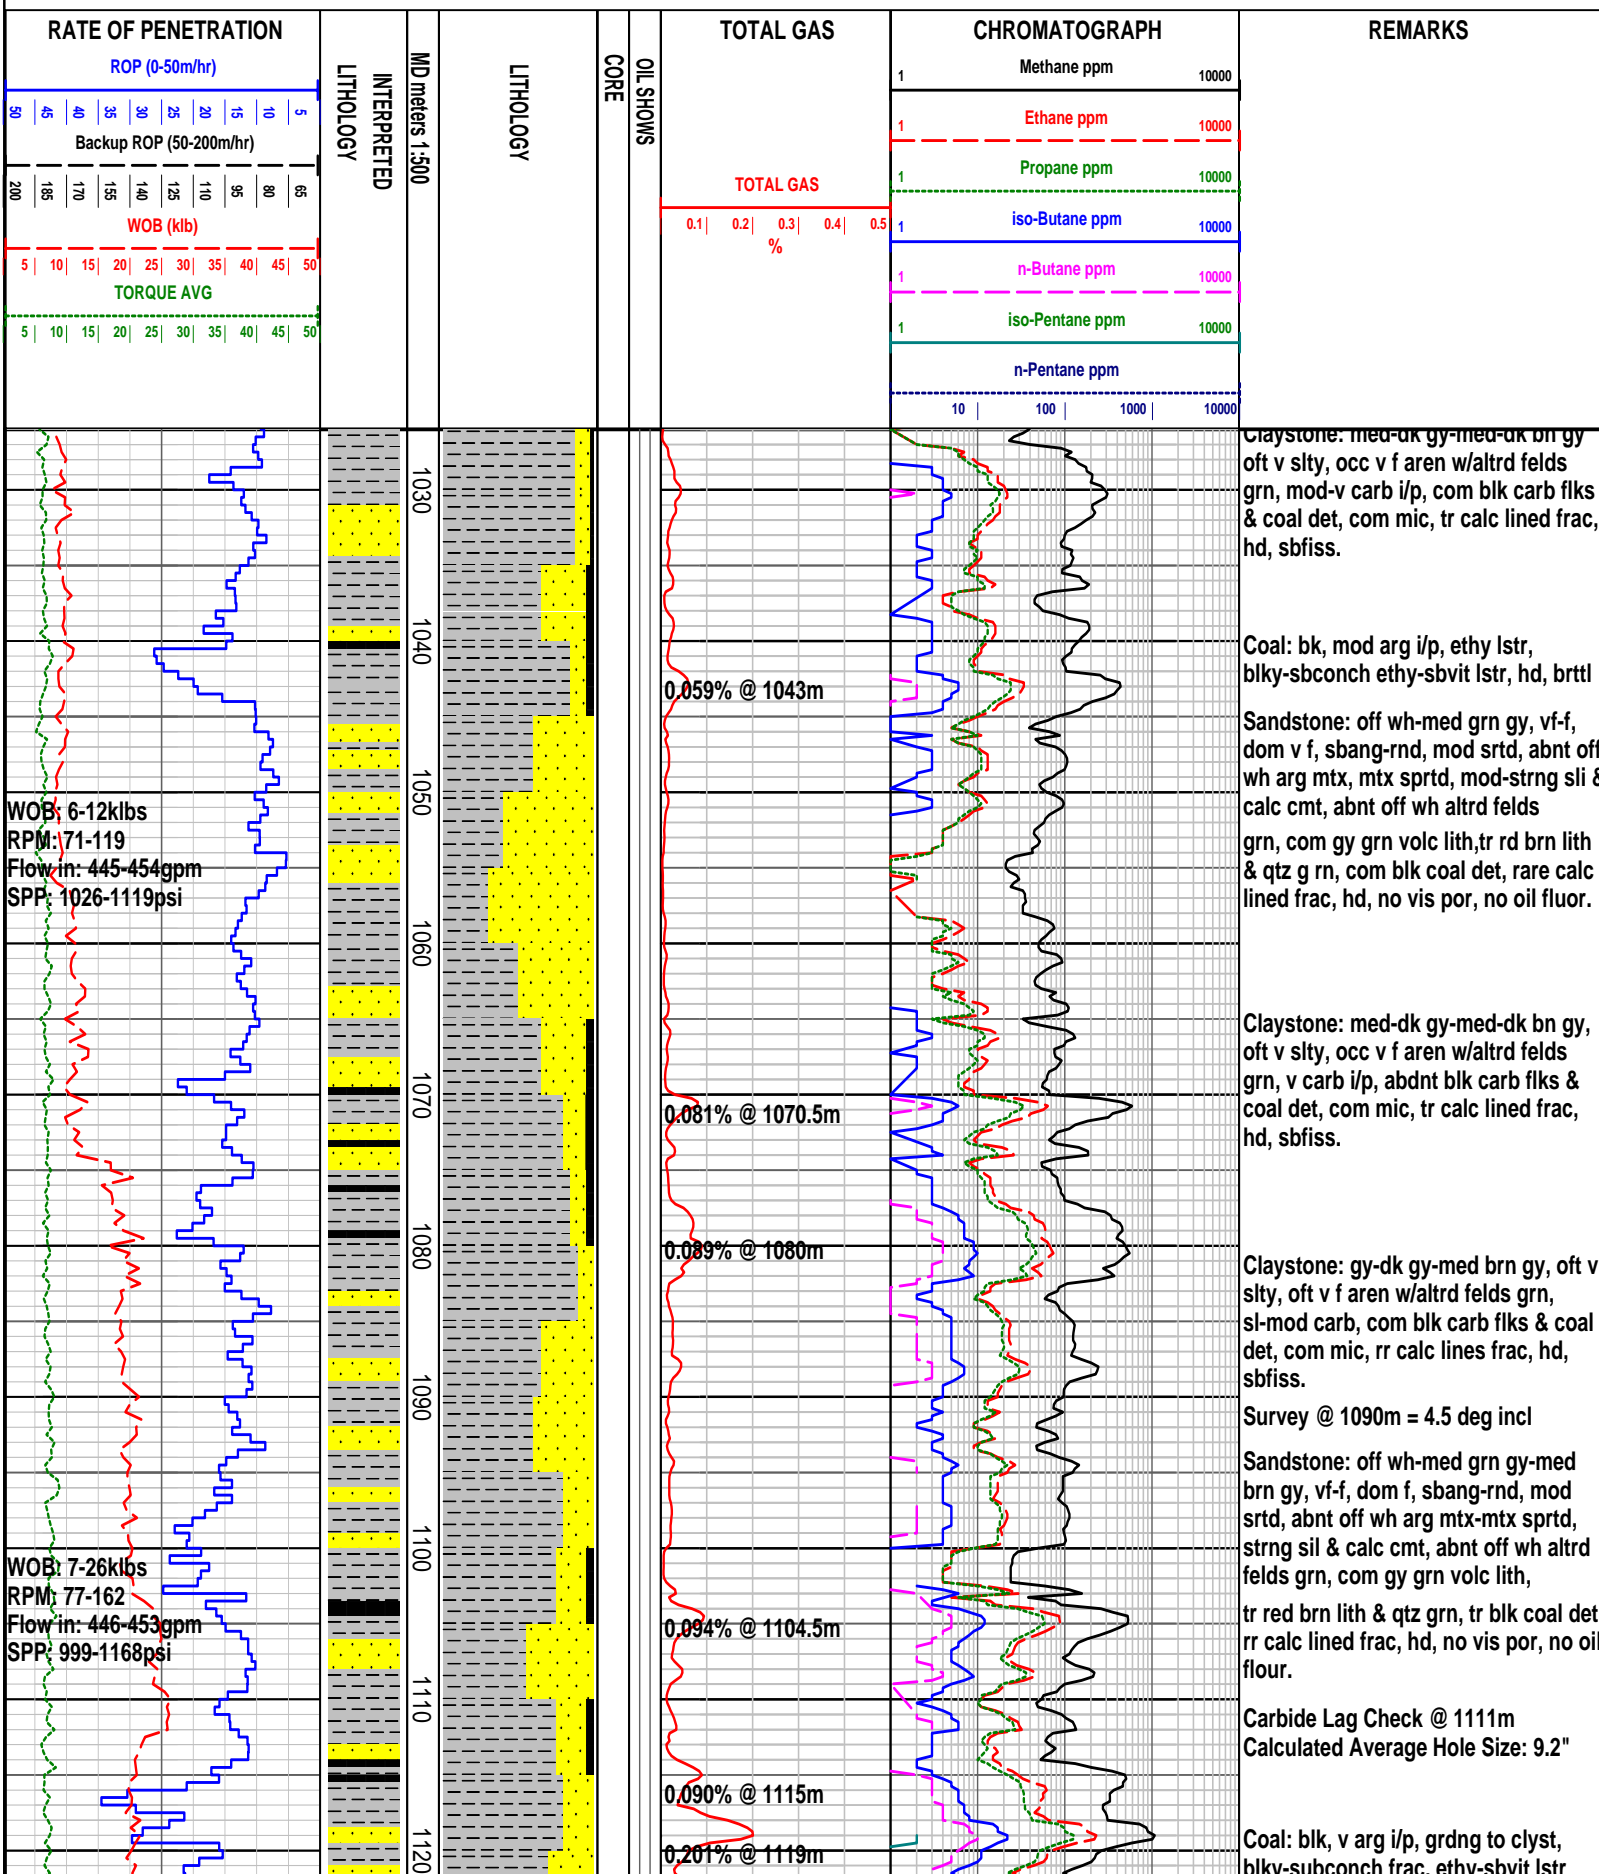 RATE OF PENETRATION
ROP (0-50m/hr)
50 45 40 35 30 25 20 15 10 5
Backup ROP (50-200m/hr)
200 185 170 155 140 125 110 95 80 65
WOB (klb)
5 10 15 20 25 30 35 40 45 50
TORQUE AVG
5 10 15 20 25 30 35 40 45 50
INTERPRETED
LITHOLOGY
MD meters 1:500
LITHOLOGY
CORE
OIL SHOWS
TOTAL GAS
TOTAL GAS
0.1 0.2 0.3 0.4 0.5
%
CHROMATOGRAPH
Methane ppm
1 10000
Ethane ppm
1 10000
Propane ppm
1 10000
iso-Butane ppm
1 10000
n-Butane ppm
1 10000
iso-Pentane ppm
1 10000
n-Pentane ppm
10 100 1000 10000
REMARKS
WOB: 6-12klbs
RPM: 71-119
Flow in: 445-454gpm
SPP: 1026-1119psi
WOB: 7-26klbs
RPM: 77-162
Flow in: 446-453gpm
SPP: 999-1168psi
1030
1040
1050
1060
1070
1080
1090
1100
1110
1120
0.059% @ 1043m
0.081% @ 1070.5m
0.089% @ 1080m
0.094% @ 1104.5m
0.090% @ 1115m
0.201% @ 1119m
Claystone: med-dk gy-med-dk bn gy
oft v slty, occ v f aren w/altrd felds
grn, mod-v carb i/p, com blk carb flks
& coal det, com mic, tr calc lined frac,
hd, sbfiss.
Coal: bk, mod arg i/p, ethy lstr,
blky-sbconch ethy-sbvit lstr, hd, brttl
Sandstone: off wh-med grn gy, vf-f,
dom v f, sbang-rnd, mod srtd, abnt off
wh arg mtx, mtx sprtd, mod-strng sli &
calc cmt, abnt off wh altrd felds
grn, com gy grn volc lith,tr rd brn lith
& qtz g rn, com blk coal det, rare calc
lined frac, hd, no vis por, no oil fluor.
Claystone: med-dk gy-med-dk bn gy,
oft v slty, occ v f aren w/altrd felds
grn, v carb i/p, abdnt blk carb flks &
coal det, com mic, tr calc lined frac,
hd, sbfiss.
Claystone: gy-dk gy-med brn gy, oft v
slty, oft v f aren w/altrd felds grn,
sl-mod carb, com blk carb flks & coal
det, com mic, rr calc lines frac, hd,
sbfiss.
Survey @ 1090m = 4.5 deg incl
Sandstone: off wh-med grn gy-med
brn gy, vf-f, dom f, sbang-rnd, mod
srtd, abnt off wh arg mtx-mtx sprtd,
strng sil & calc cmt, abnt off wh altrd
felds grn, com gy grn volc lith,
tr red brn lith & qtz grn, tr blk coal det
rr calc lined frac, hd, no vis por, no oil
flour.
Carbide Lag Check @ 1111m
Calculated Average Hole Size: 9.2"
Coal: blk, v arg i/p, grdng to clyst,
blky-subconch frac, ethy-sbvit lstr